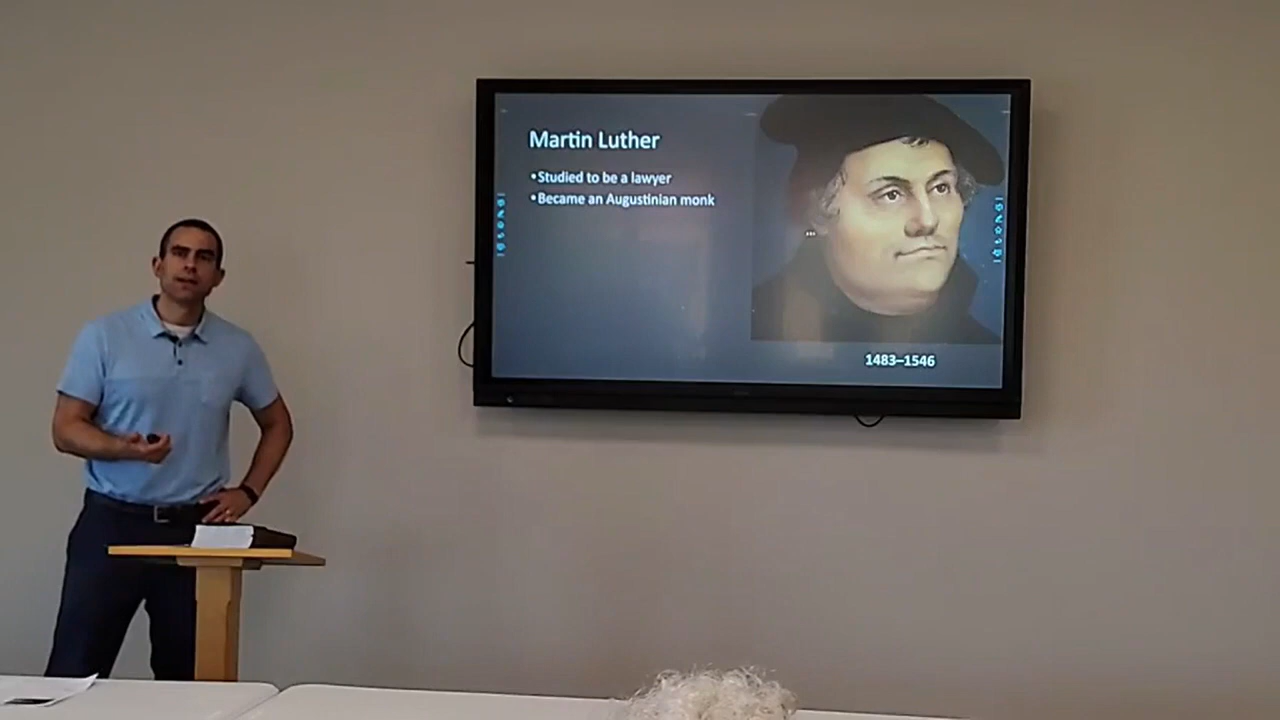 Martin Luther
•Studied to be a lawyer
•Became an Augustinian monk
1483–1546